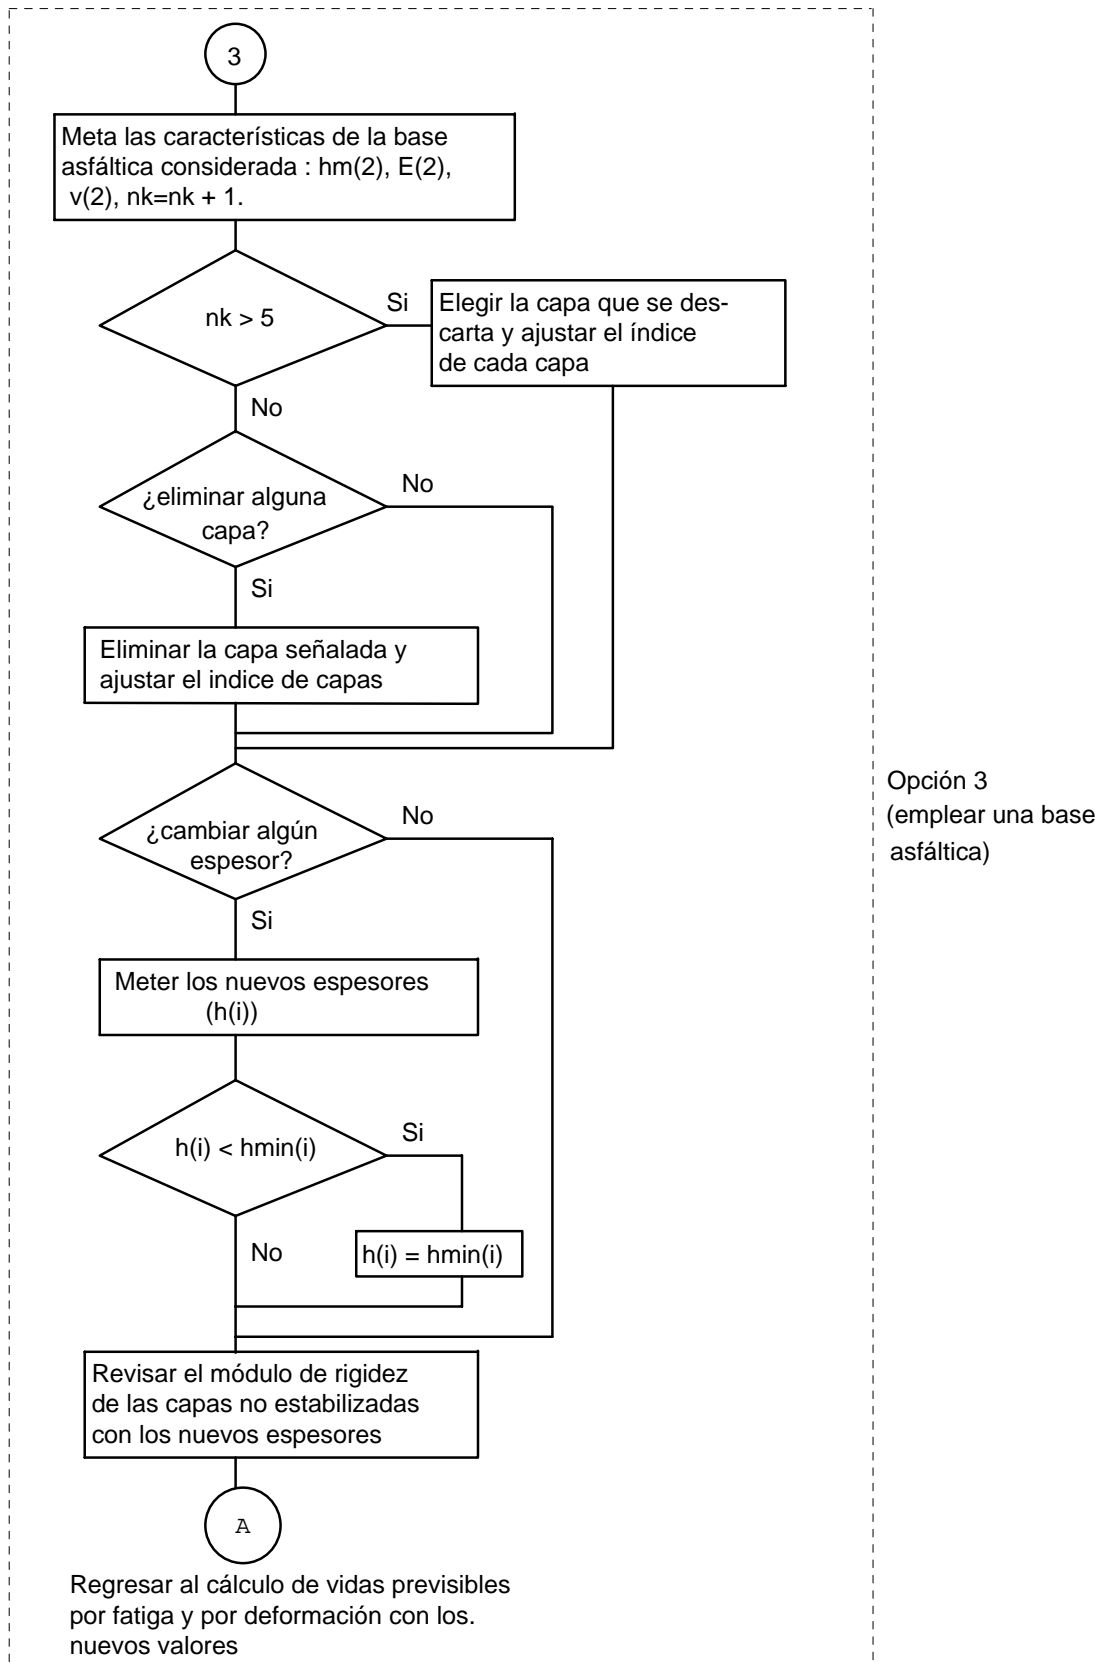 3
Meta las característícas de la base
asfáltica considerada : hm(2), E(2),
v(2), nk=nk + 1.
nk > 5
Si
Elegir la capa que se des-
carta y ajustar el índice
de cada capa
No
¿eliminar alguna
capa?
No
Si
Eliminar la capa señalada y
ajustar el indice de capas
¿cambiar algún
espesor?
No
Si
Opción 3
(emplear una base
asfáltica)
Meter los nuevos espesores
(h(i))
h(i) < hmin(i)
Si
No
h(i) = hmin(i)
Revisar el módulo de rigidez
de las capas no estabilizadas
con los nuevos espesores
A
Regresar al cálculo de vidas previsibles
por fatiga y por deformación con los.
nuevos valores